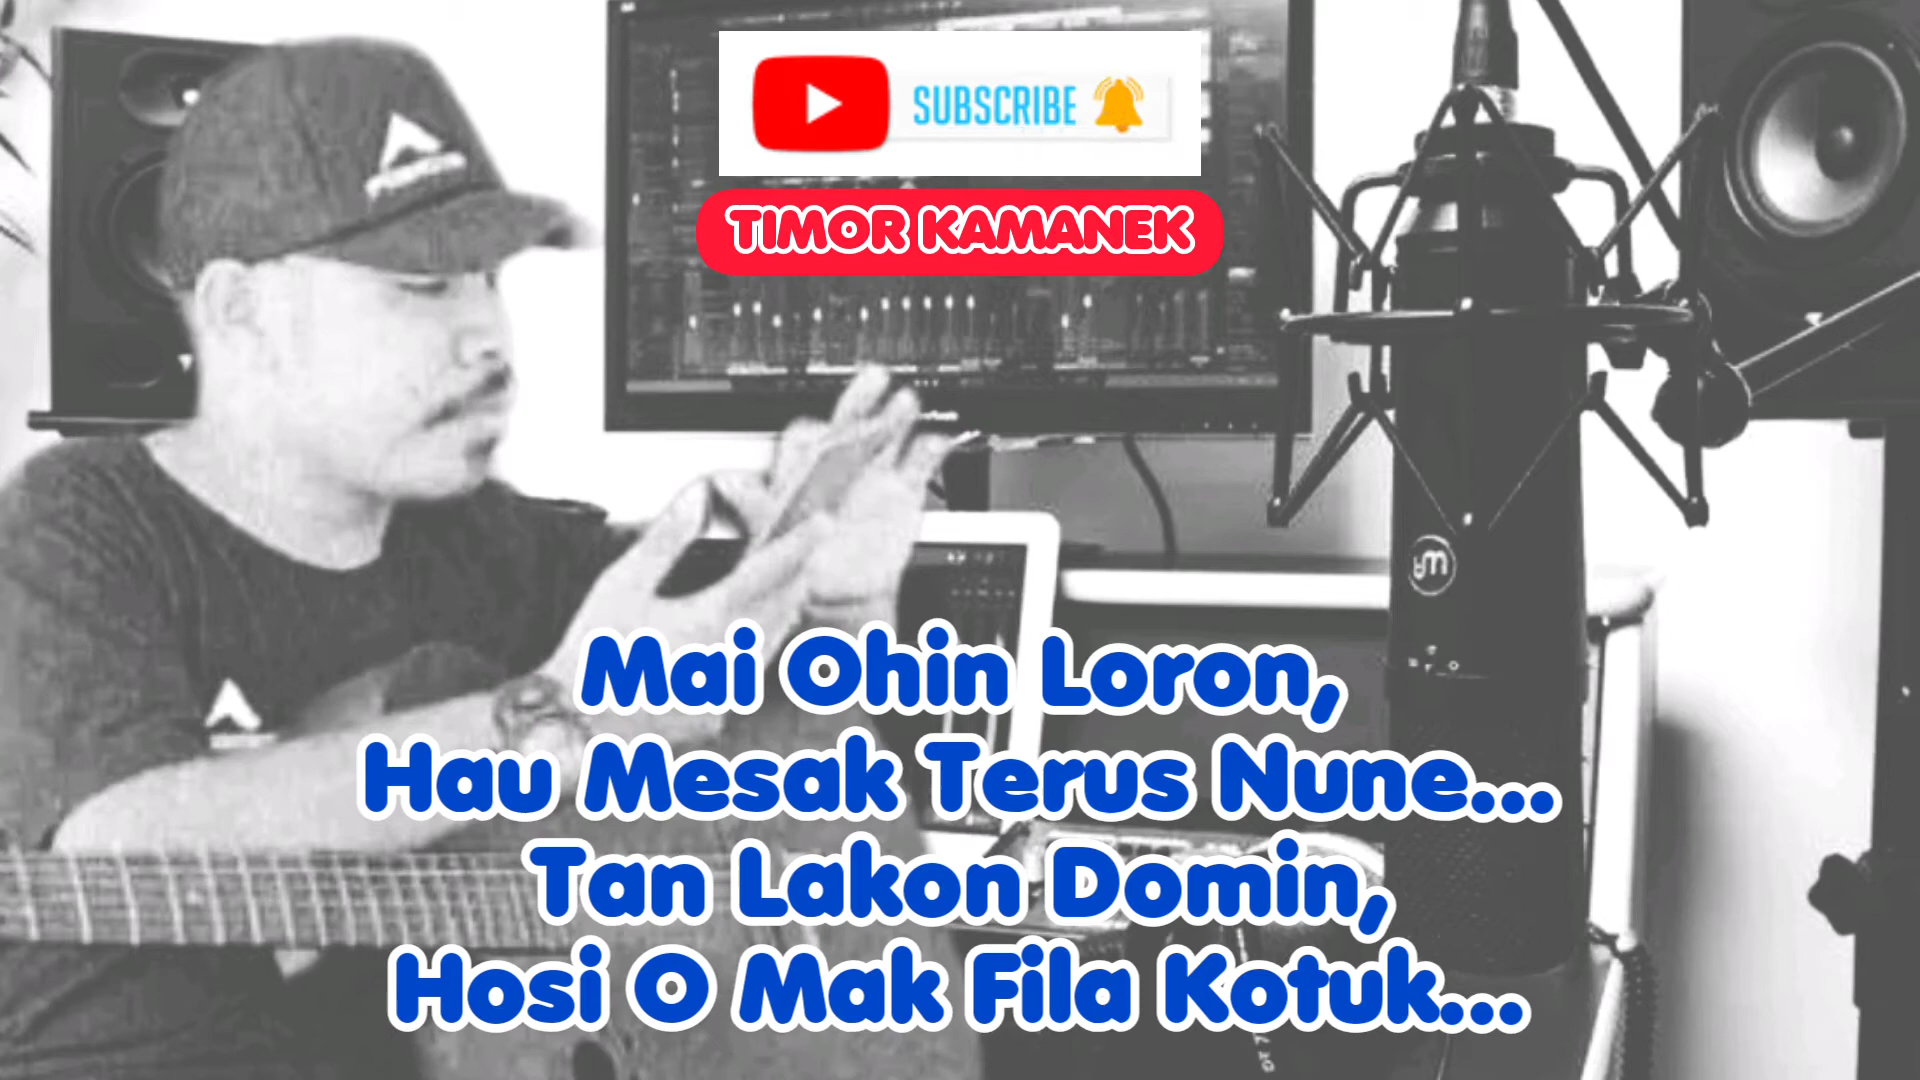 SUBSCRIBE
TIMOR KAMANEK
Mai Ohin Loron,
Hau Mesak Terus Nune...
Tan Lakon Domin,
Hosi O Mak Fila Kotuk...